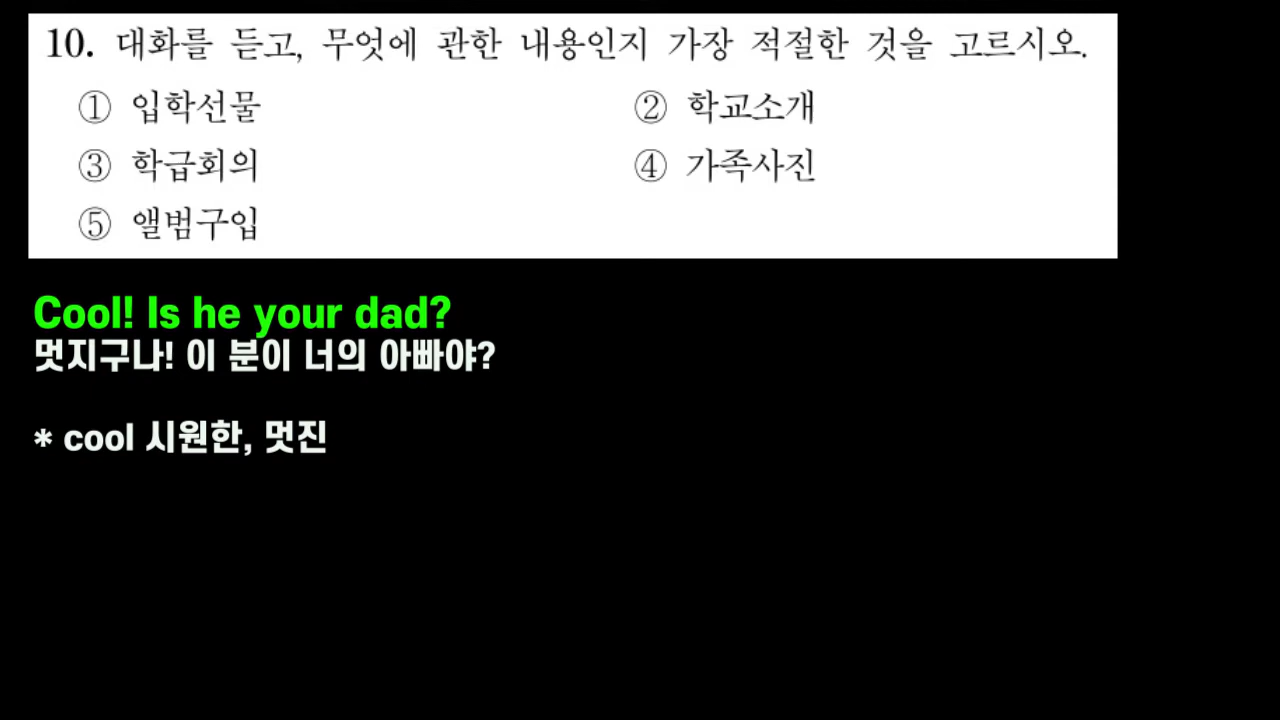 10. 대화를 듣고, 무엇에 관한 내용인지 가장 적절한 것을 고르시오.
① 입학선물 ② 학교소개
③ 학급회의 ④ 가족사진
⑤ 앨범구입
Cool! Is he your dad?
멋지구나! 이 분이 너의 아빠야?
* cool 시원한, 멋진